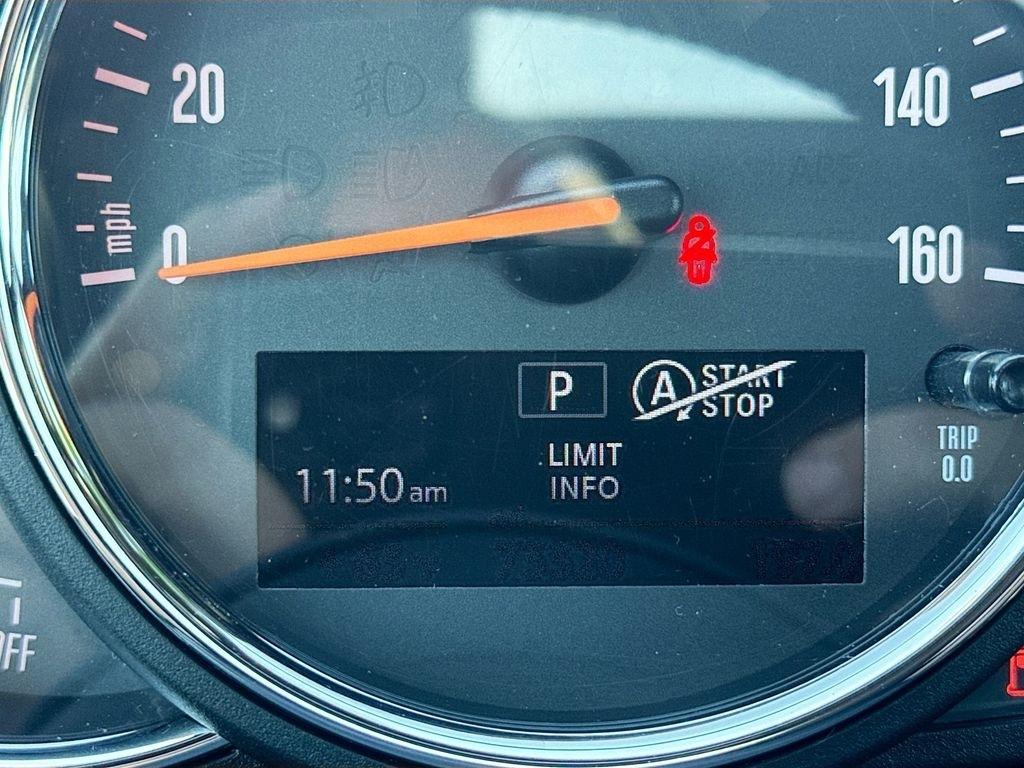 20
140
mph
0
160
P
A START STOP
LIMIT
11:50am
INFO
TRIP
0.0
OFF